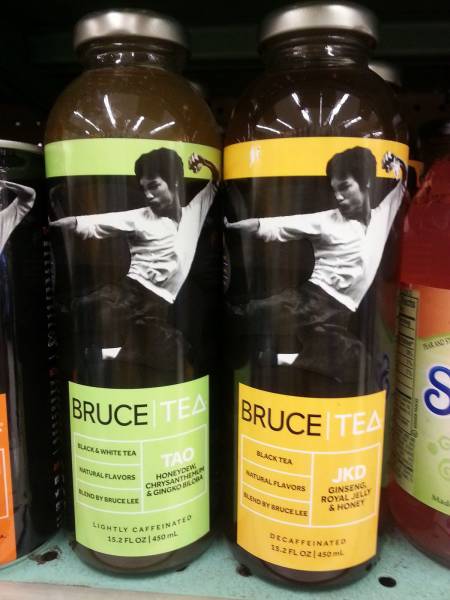 BRUCE | TEA
BLACK & WHITE TEA
NATURAL FLAVORS
BLEND BY BRUCE LEE
TAO
HONEYDEW,
CHRYSANTHEMUM
& GINGKO BILOBA
LIGHTLY CAFFEINATED
15.2 FL OZ | 450 mL
BRUCE | TEA
BLACK TEA
NATURAL FLAVORS
BLEND BY BRUCE LEE
JKD
GINSENG,
ROYAL JELLY
& HONEY
DECAFFEINATED
15.2 FL OZ | 450 mL